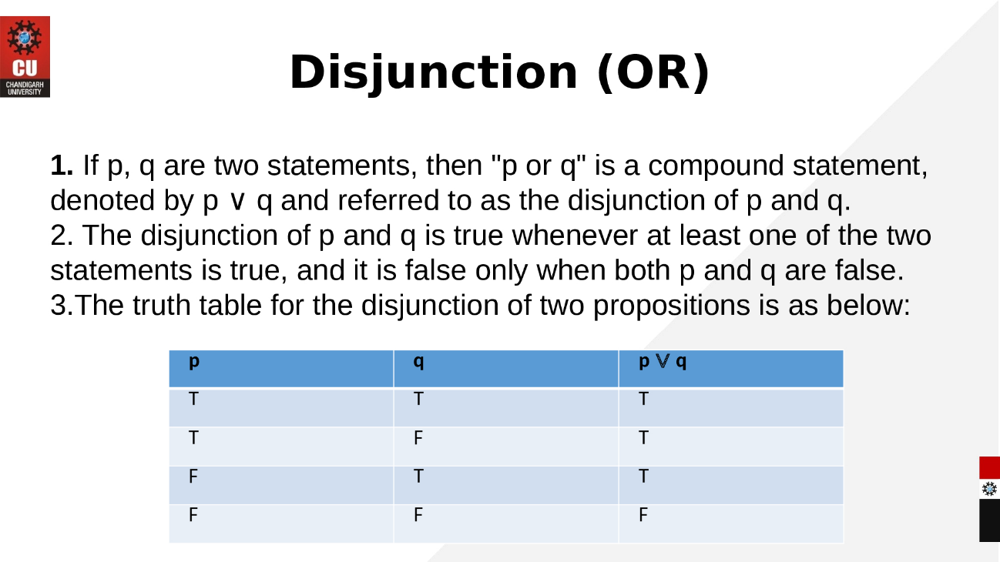 CU
CHANDIGARH
UNIVERSITY
Disjunction (OR)
1. If p, q are two statements, then "p or q" is a compound statement,
denoted by p ∨ q and referred to as the disjunction of p and q.
2. The disjunction of p and q is true whenever at least one of the two
statements is true, and it is false only when both p and q are false.
3.The truth table for the disjunction of two propositions is as below:
p q p ∨ q
T T T
T F T
F T T
F F F